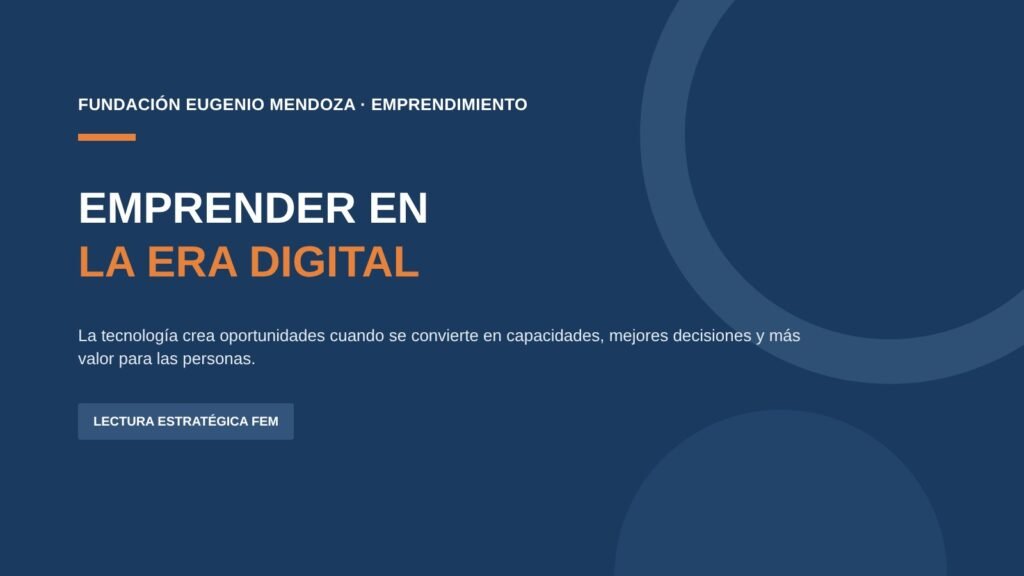 FUNDACIÓN EUGENIO MENDOZA · EMPRENDIMIENTO
EMPRENDER EN
LA ERA DIGITAL
La tecnología crea oportunidades cuando se convierte en capacidades, mejores decisiones y más
valor para las personas.
LECTURA ESTRATÉGICA FEM